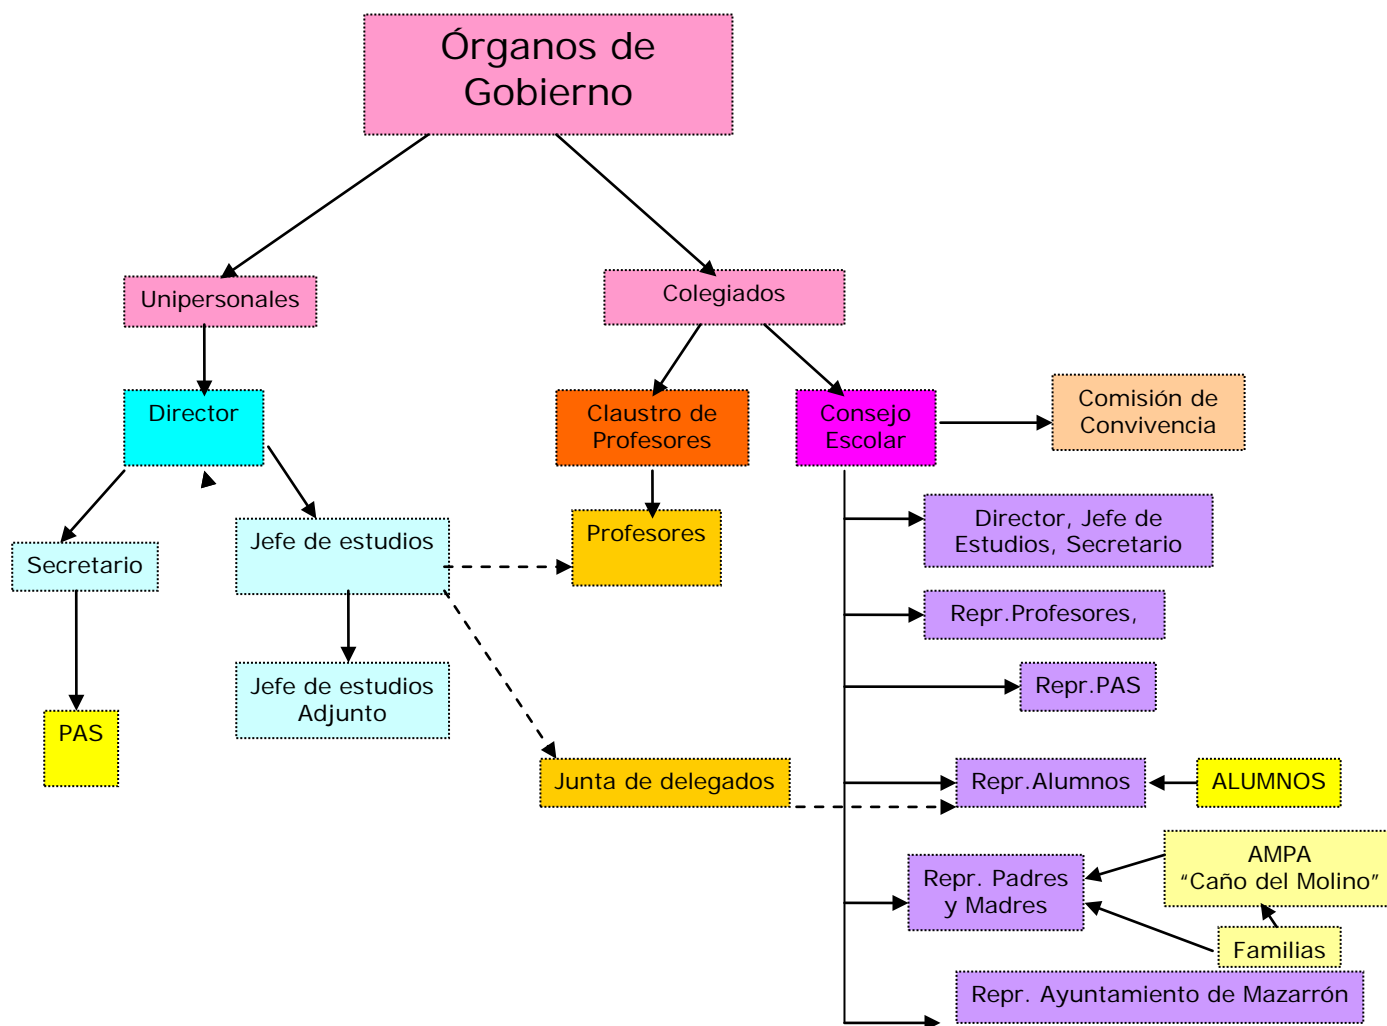 Órganos de
Gobierno
Unipersonales
Colegiados
Director
Claustro de
Profesores
Consejo
Escolar
Comisión de
Convivencia
Secretario
Jefe de estudios
Profesores
Director, Jefe de
Estudios, Secretario
Repr.Profesores,
Jefe de estudios
Adjunto
Repr.PAS
PAS
Junta de delegados
Repr.Alumnos
ALUMNOS
Repr. Padres
y Madres
AMPA
“Caño del Molino”
Familias
Repr. Ayuntamiento de Mazarrón